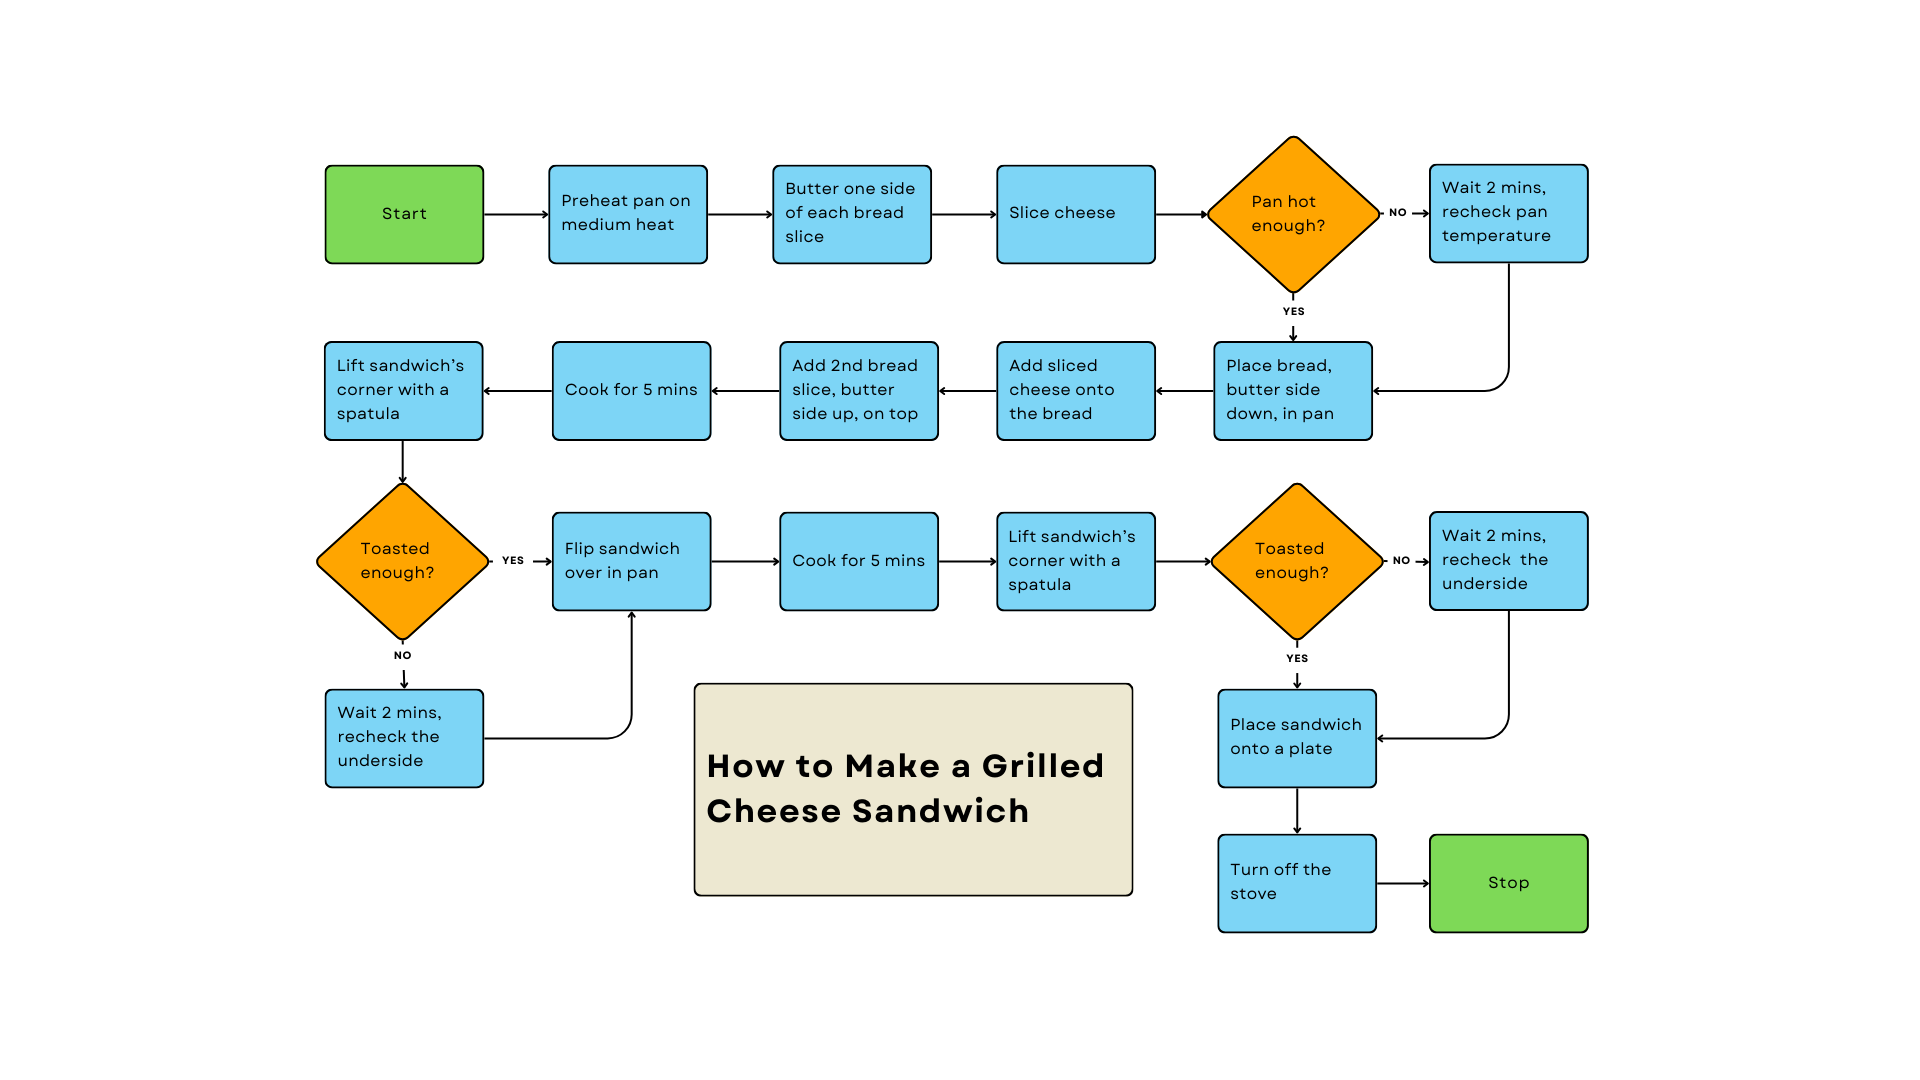 Start
Preheat pan on
medium heat
Butter one side
of each bread
slice
Slice cheese
Pan hot
enough?
NO
Wait 2 mins,
recheck pan
temperature
YES
Place bread,
butter side
down, in pan
Add sliced
cheese onto
the bread
Add 2nd bread
slice, butter
side up, on top
Cook for 5 mins
Lift sandwich’s
corner with a
spatula
Toasted
enough?
YES
Flip sandwich
over in pan
NO
Wait 2 mins,
recheck the
underside
Cook for 5 mins
Lift sandwich’s
corner with a
spatula
Toasted
enough?
NO
Wait 2 mins,
recheck  the
underside
YES
Place sandwich
onto a plate
Turn off the
stove
Stop
How to Make a Grilled
Cheese Sandwich